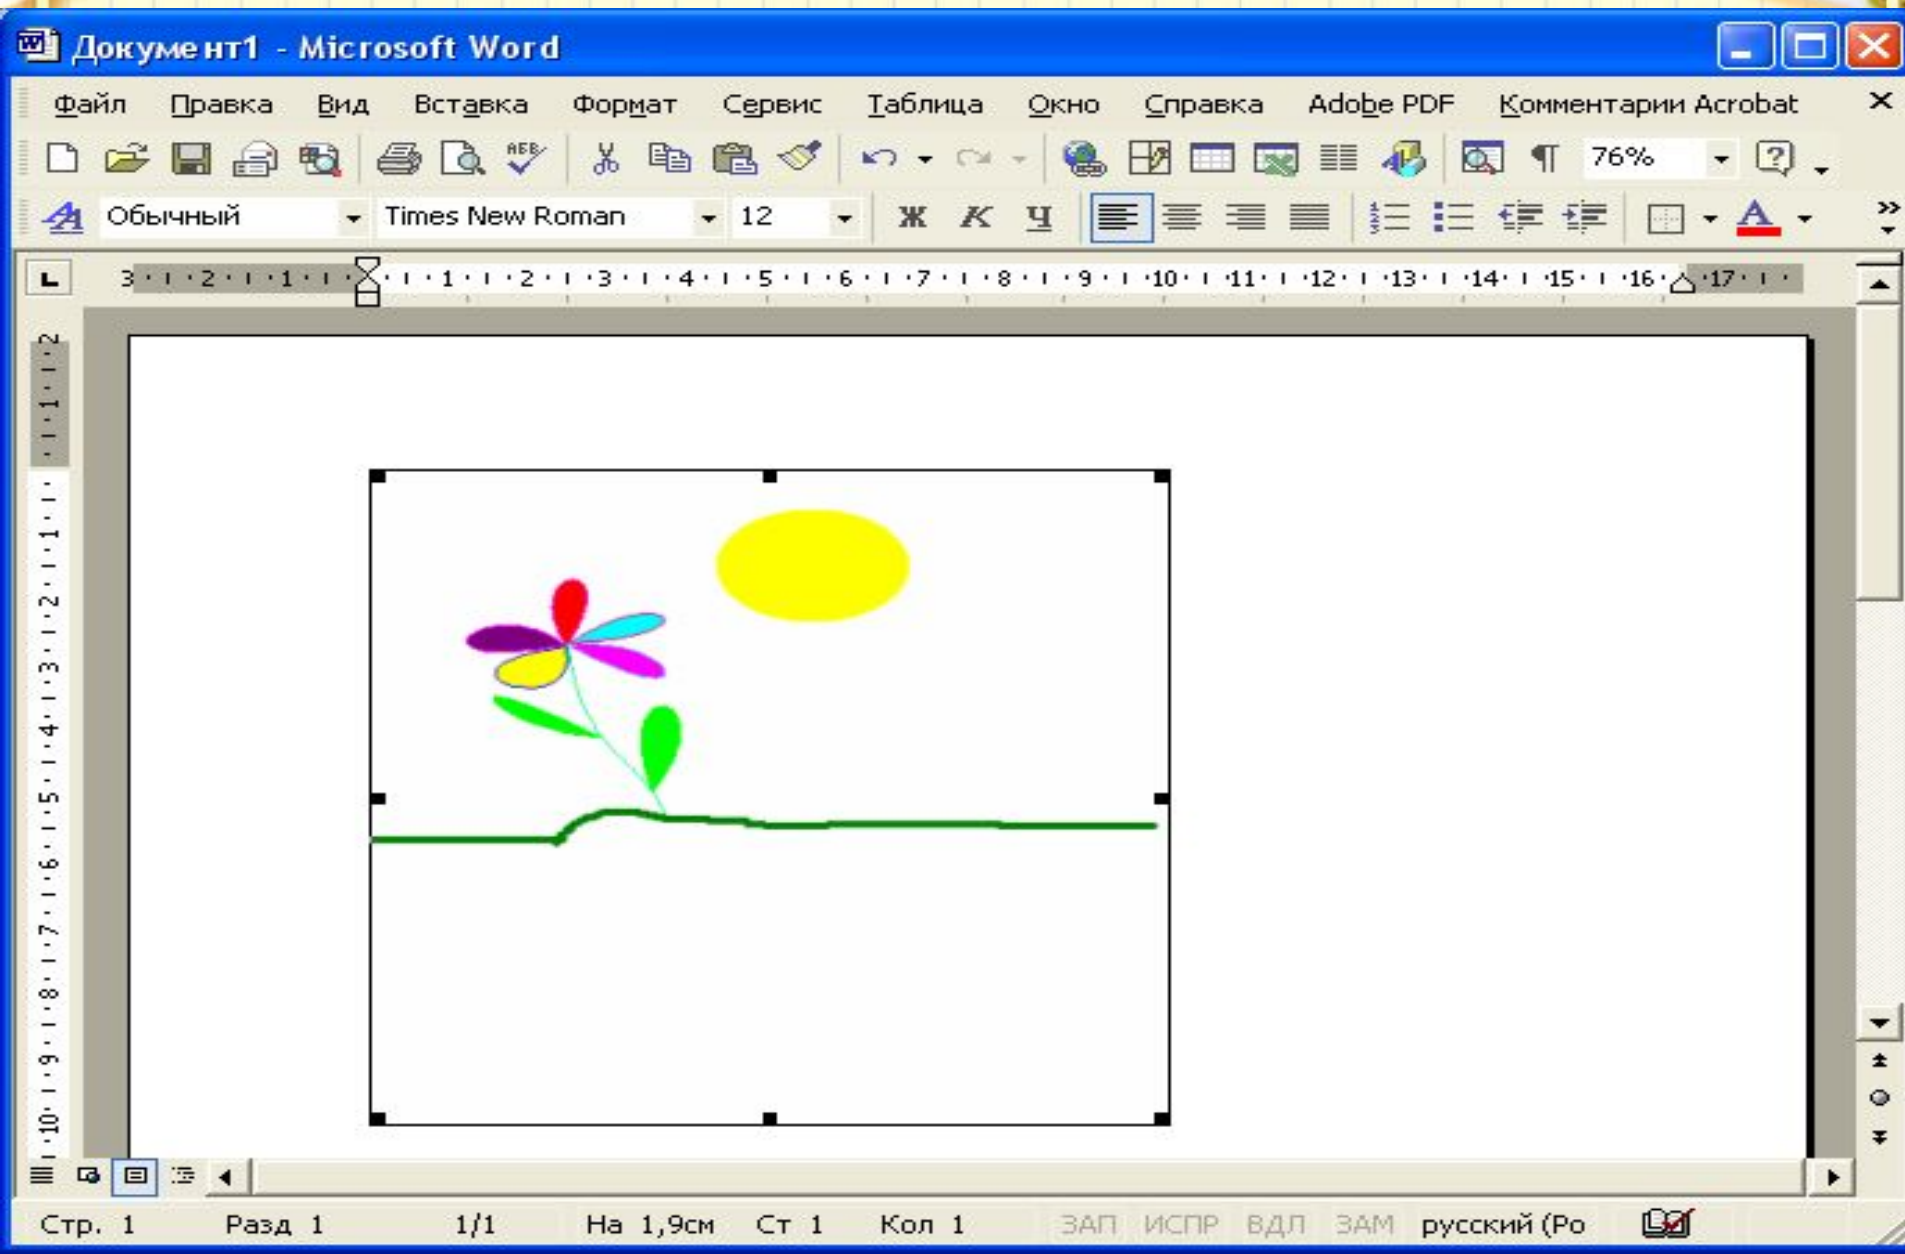 Документ1 - Microsoft Word
Файл Правка Вид Вставка Формат Сервис Таблица Окно Справка Adobe PDF Комментарии Acrobat
76%
Обычный Times New Roman 12 Ж К Ч
3 2 1 1 2 3 4 5 6 7 8 9 10 11 12 13 14 15 16 17
2
1
1
2
3
4
5
6
7
8
9
10
Стр. 1 Разд 1 1/1 На 1,9см Ст 1 Кол 1 ЗАП ИСПР ВДЛ ЗАМ русский (Ро